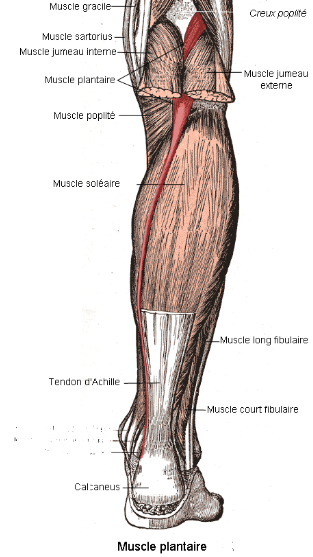 Muscle gracile
Creux poplité
Muscle sartorius
Muscle jumeau interne
Muscle plantaire
Muscle jumeau
externe
Muscle poplité
Muscle soléaire
Muscle long fibulaire
Tendon d'Achille
Muscle court fibulaire
Calcaneus
Muscle plantaire